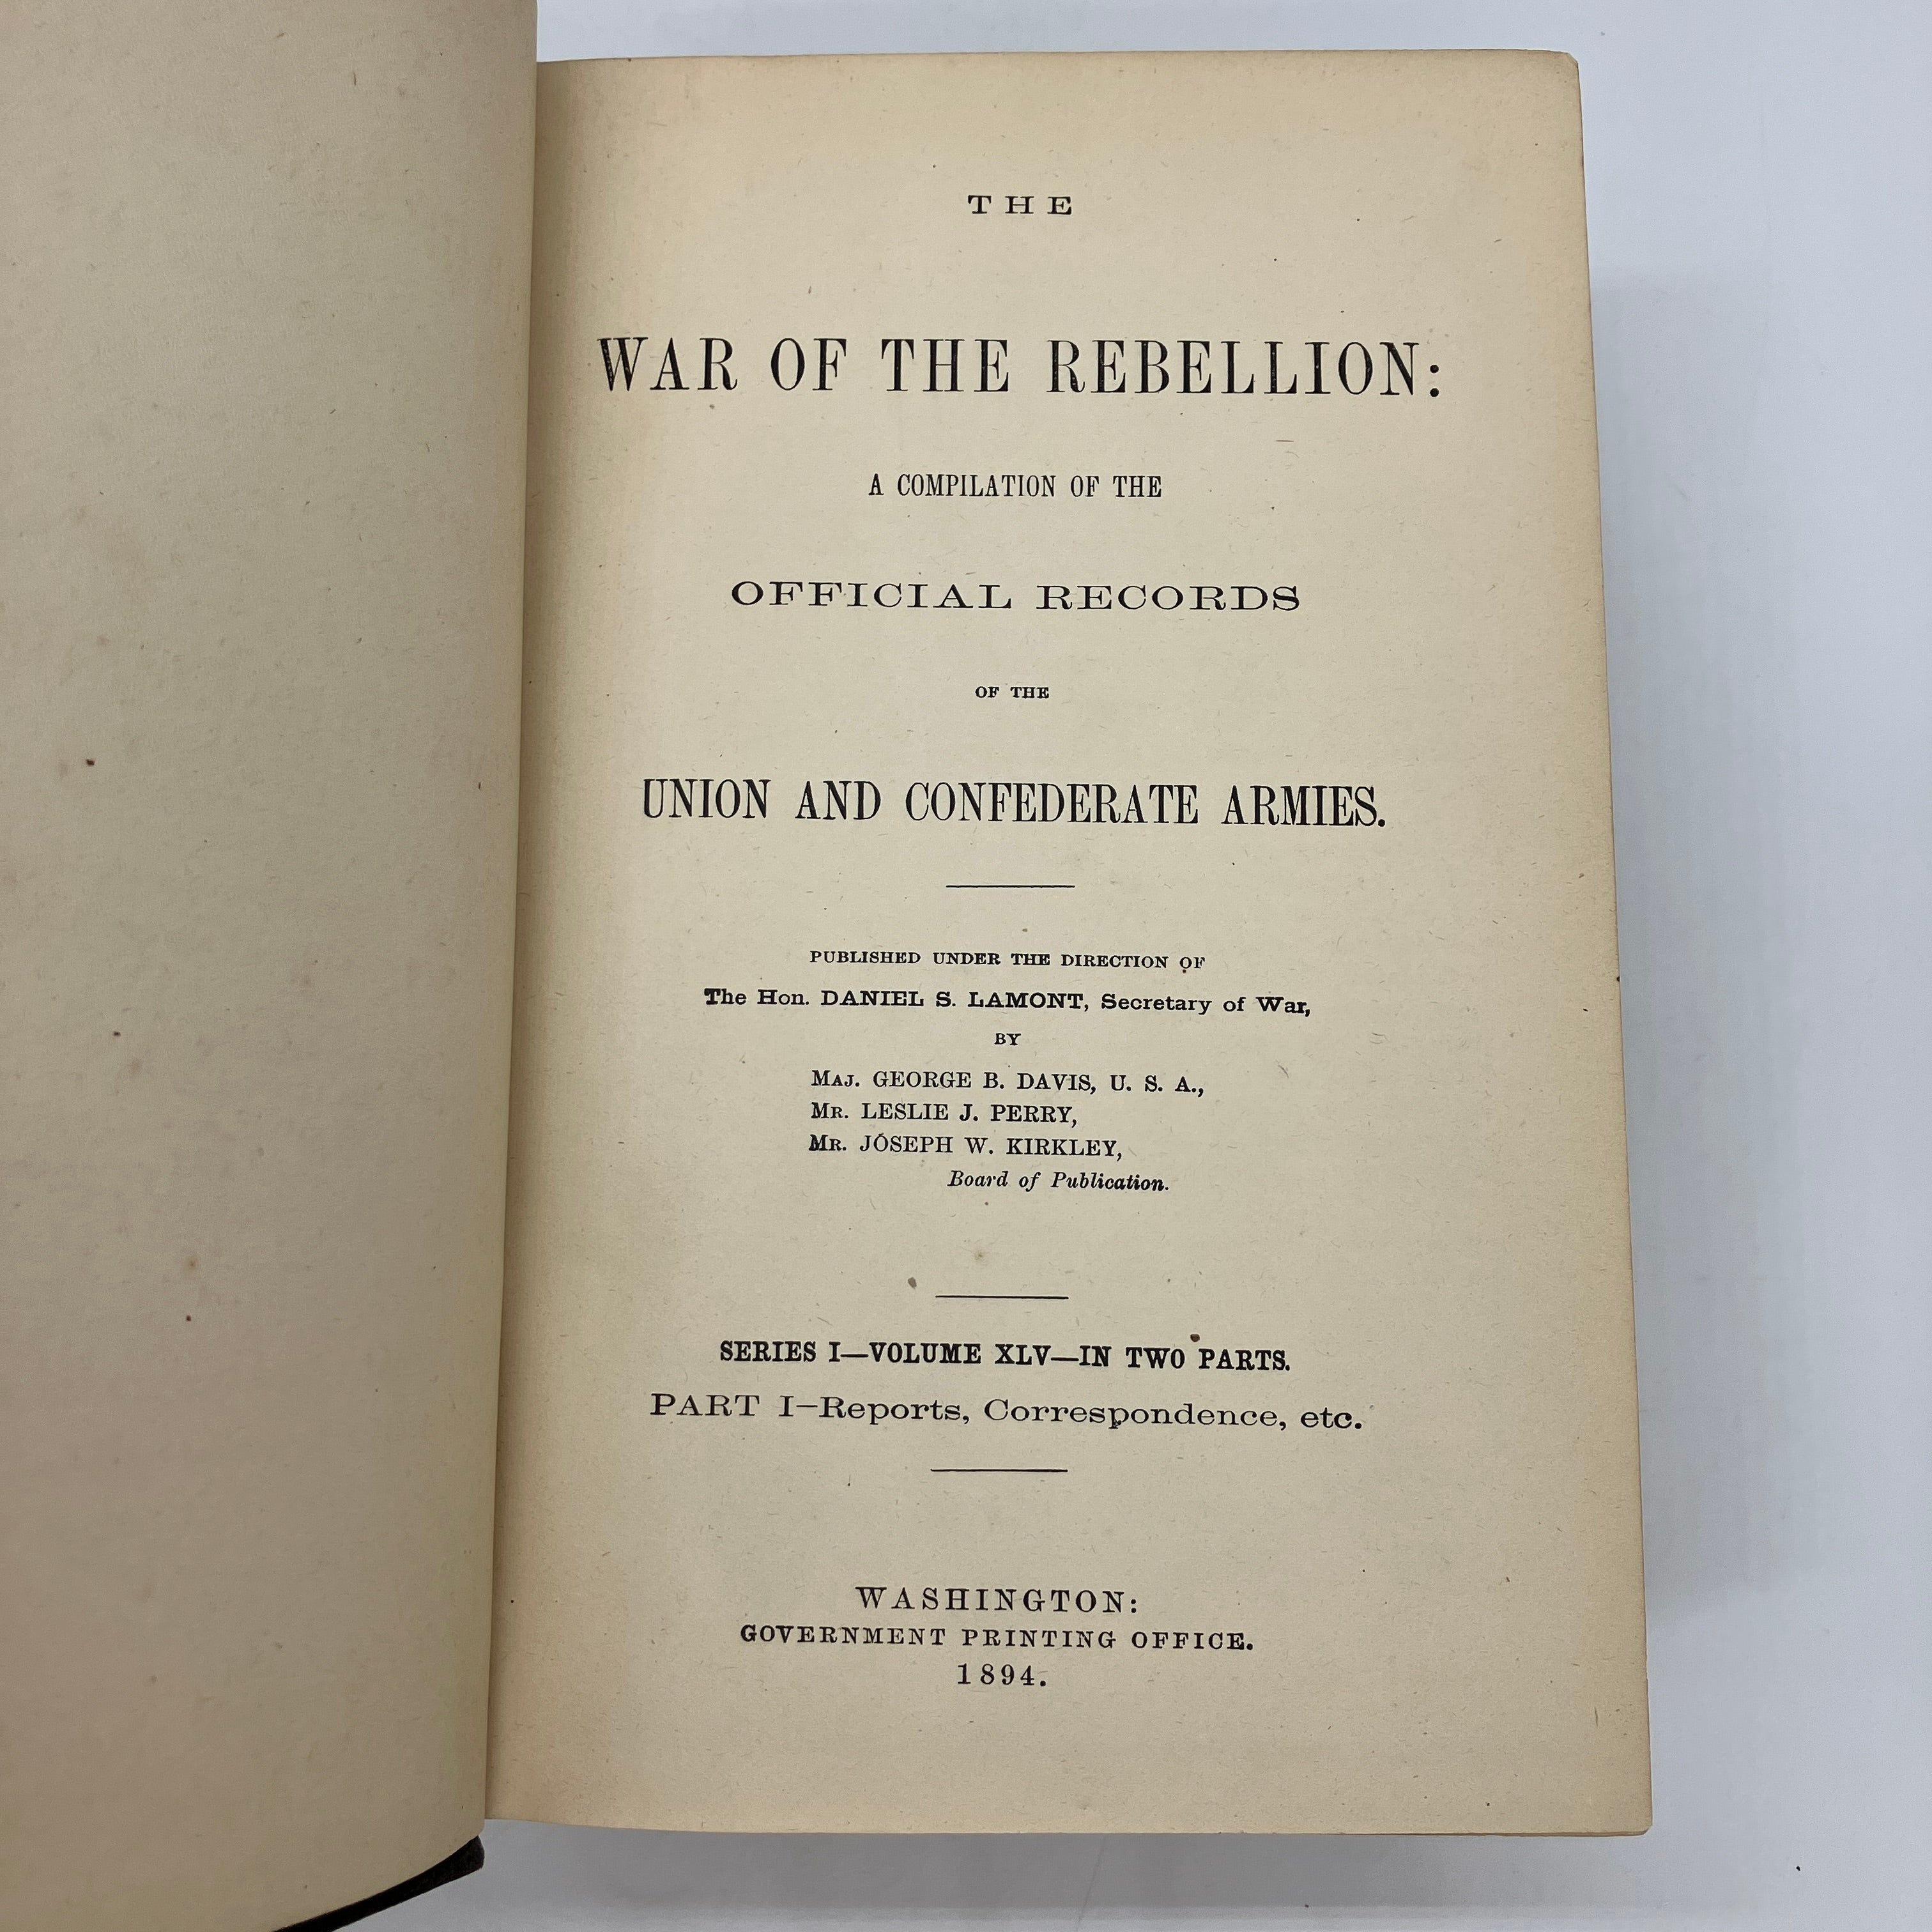 THE
WAR OF THE REBELLION:
A COMPILATION OF THE
OFFICIAL RECORDS
OF THE
UNION AND CONFEDERATE ARMIES.
PUBLISHED UNDER THE DIRECTION OF
The Hon. DANIEL S. LAMONT, Secretary of War,
BY
MAJ. GEORGE B. DAVIS, U. S. A.,
MR. LESLIE J. PERRY,
MR. JOSEPH W. KIRKLEY,
Board of Publication.
SERIES I—VOLUME XLV—IN TWO PARTS.
PART I—Reports, Correspondence, etc.
WASHINGTON:
GOVERNMENT PRINTING OFFICE.
1894.